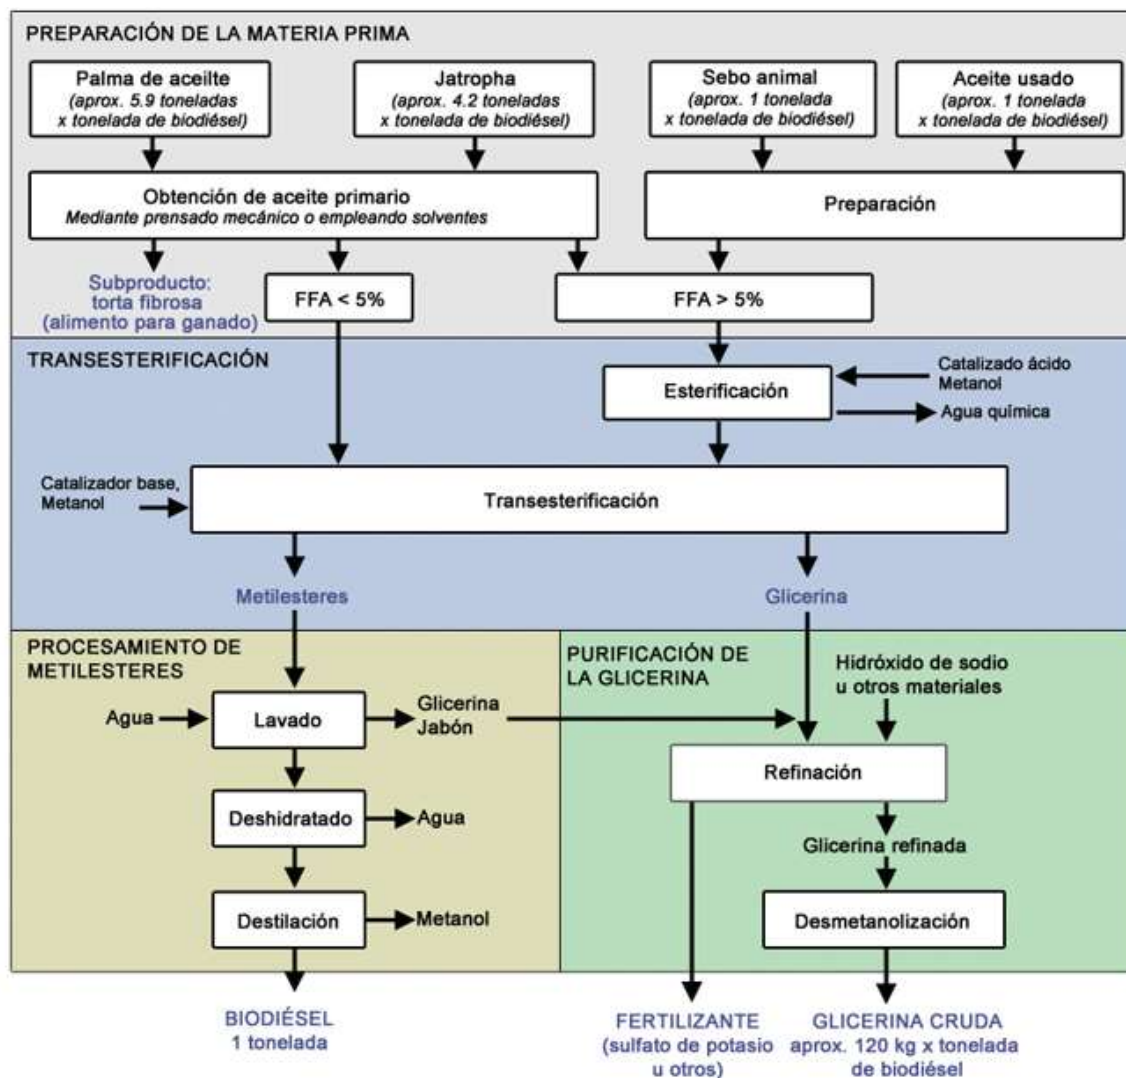 PREPARACIÓN DE LA MATERIA PRIMA
Palma de aceilte
(aprox. 5.9 toneladas
x tonelada de biodiésel)
Jatropha
(aprox. 4.2 toneladas
x tonelada de biodiésel)
Sebo animal
(aprox. 1 tonelada
x tonelada de biodiésel)
Aceite usado
(aprox. 1 tonelada
x tonelada de biodiésel)
Obtención de aceite primario
Mediante prensado mecánico o empleando solventes
Preparación
Subproducto:
torta fibrosa
(alimento para ganado)
FFA < 5%
FFA > 5%
TRANSESTERIFICACIÓN
Esterificación
Catalizado ácido
Metanol
Agua química
Catalizador base,
Metanol
Transesterificación
Metilesteres
Glicerina
PROCESAMIENTO DE
METILESTERES
Agua
Lavado
Glicerina
Jabón
Deshidratado
Agua
Destilación
Metanol
PURIFICACIÓN DE
LA GLICERINA
Hidróxido de sodio
u otros materiales
Refinación
Glicerina refinada
Desmetanolización
BIODIÉSEL
1 tonelada
FERTILIZANTE
(sulfato de potasio
u otros)
GLICERINA CRUDA
aprox. 120 kg x tonelada
de biodiésel